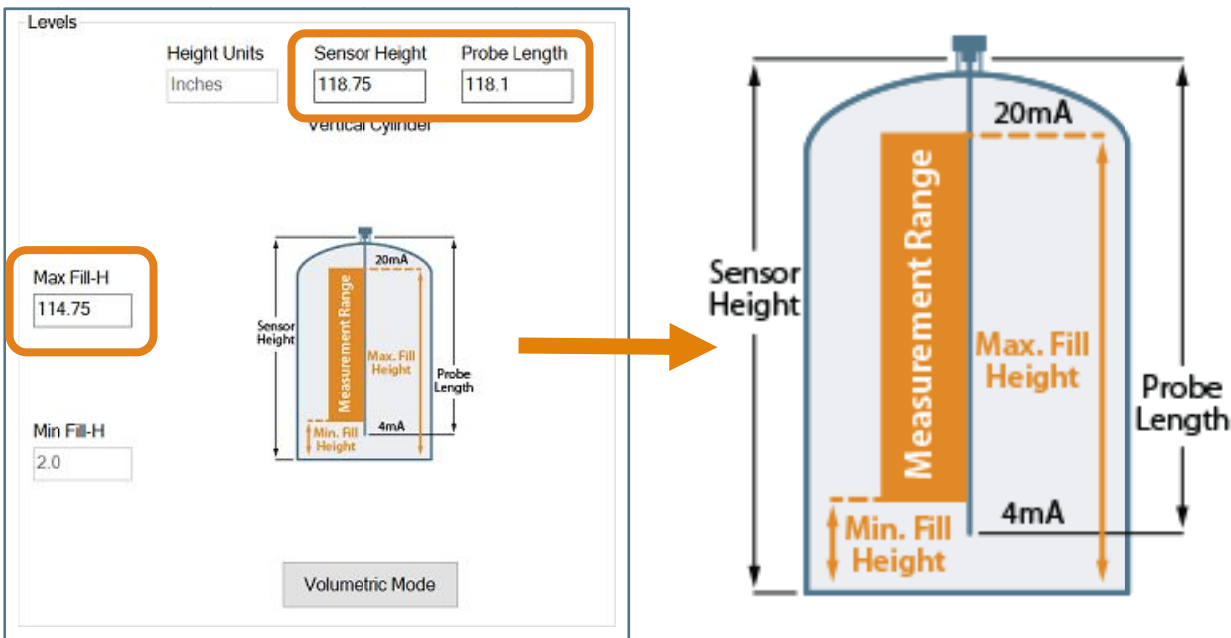 Levels
Height Units
Sensor Height
Probe Length
Inches
118.75
118.1
Vertical Cylinder
Max Fill-H
114.75
Min Fill-H
2.0
20mA
Sensor
Height
Measurement Range
Max. Fill
Height
Probe
Length
Min. Fill
Height
4mA
Volumetric Mode
20mA
Sensor
Height
Measurement Range
Max. Fill
Height
Probe
Length
Min. Fill
Height
4mA